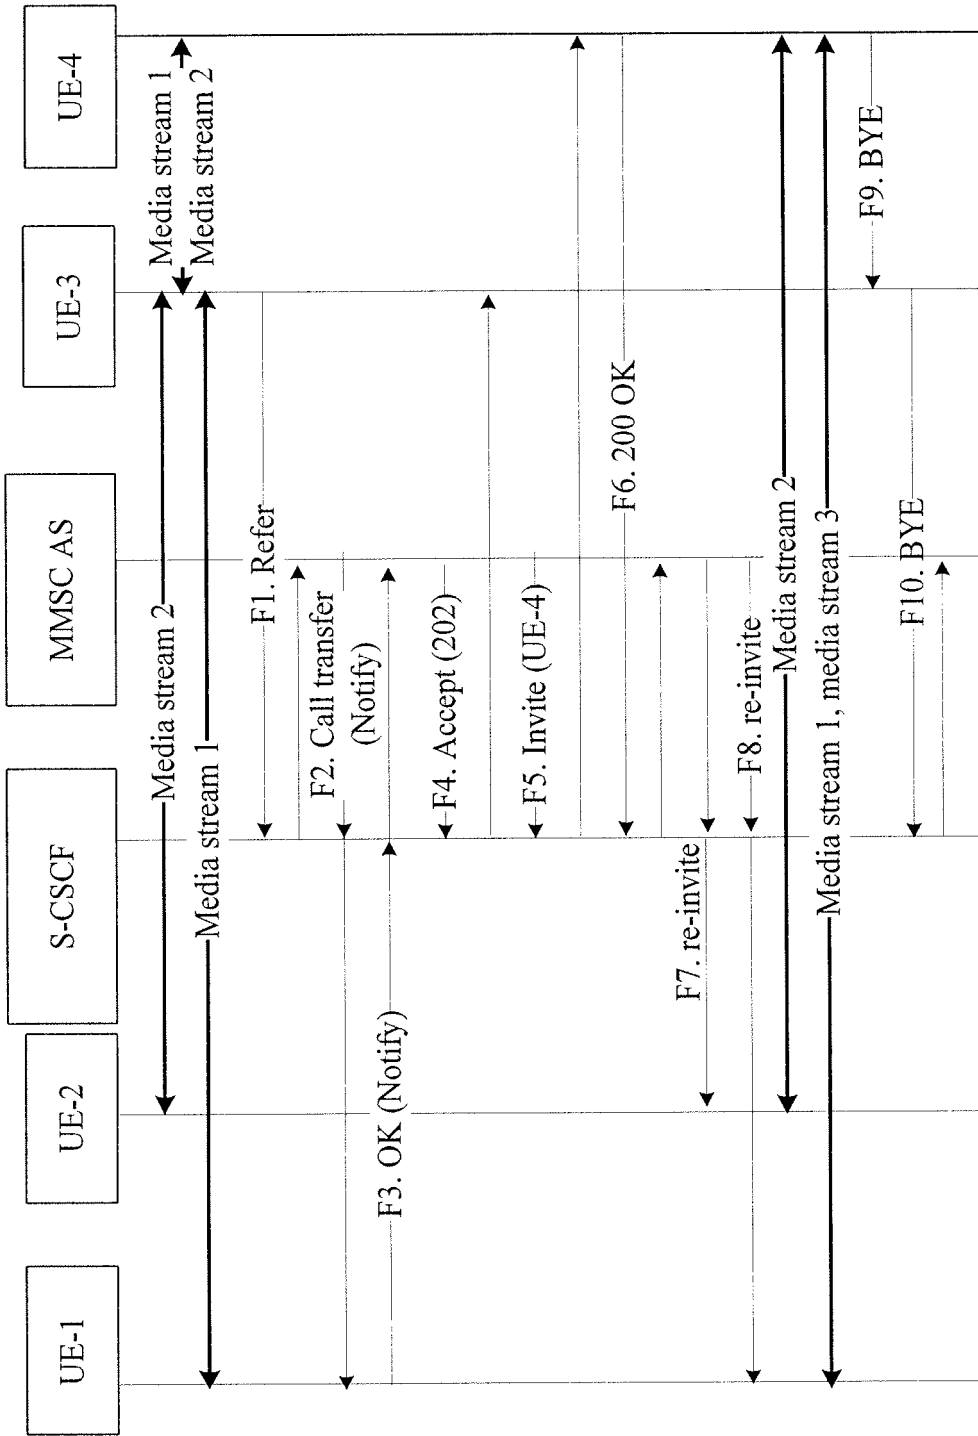 UE-1
UE-2
S-CSCF
MMSC AS
UE-3
UE-4
Media stream 1
Media stream 2
Media stream 2
Media stream 1
F1. Refer
F2. Call transfer
(Notify)
F3. OK (Notify)
F4. Accept (202)
F5. Invite (UE-4)
F6. 200 OK
F7. re-invite
F8. re-invite
Media stream 2
Media stream 1, media stream 3
F9. BYE
F10. BYE